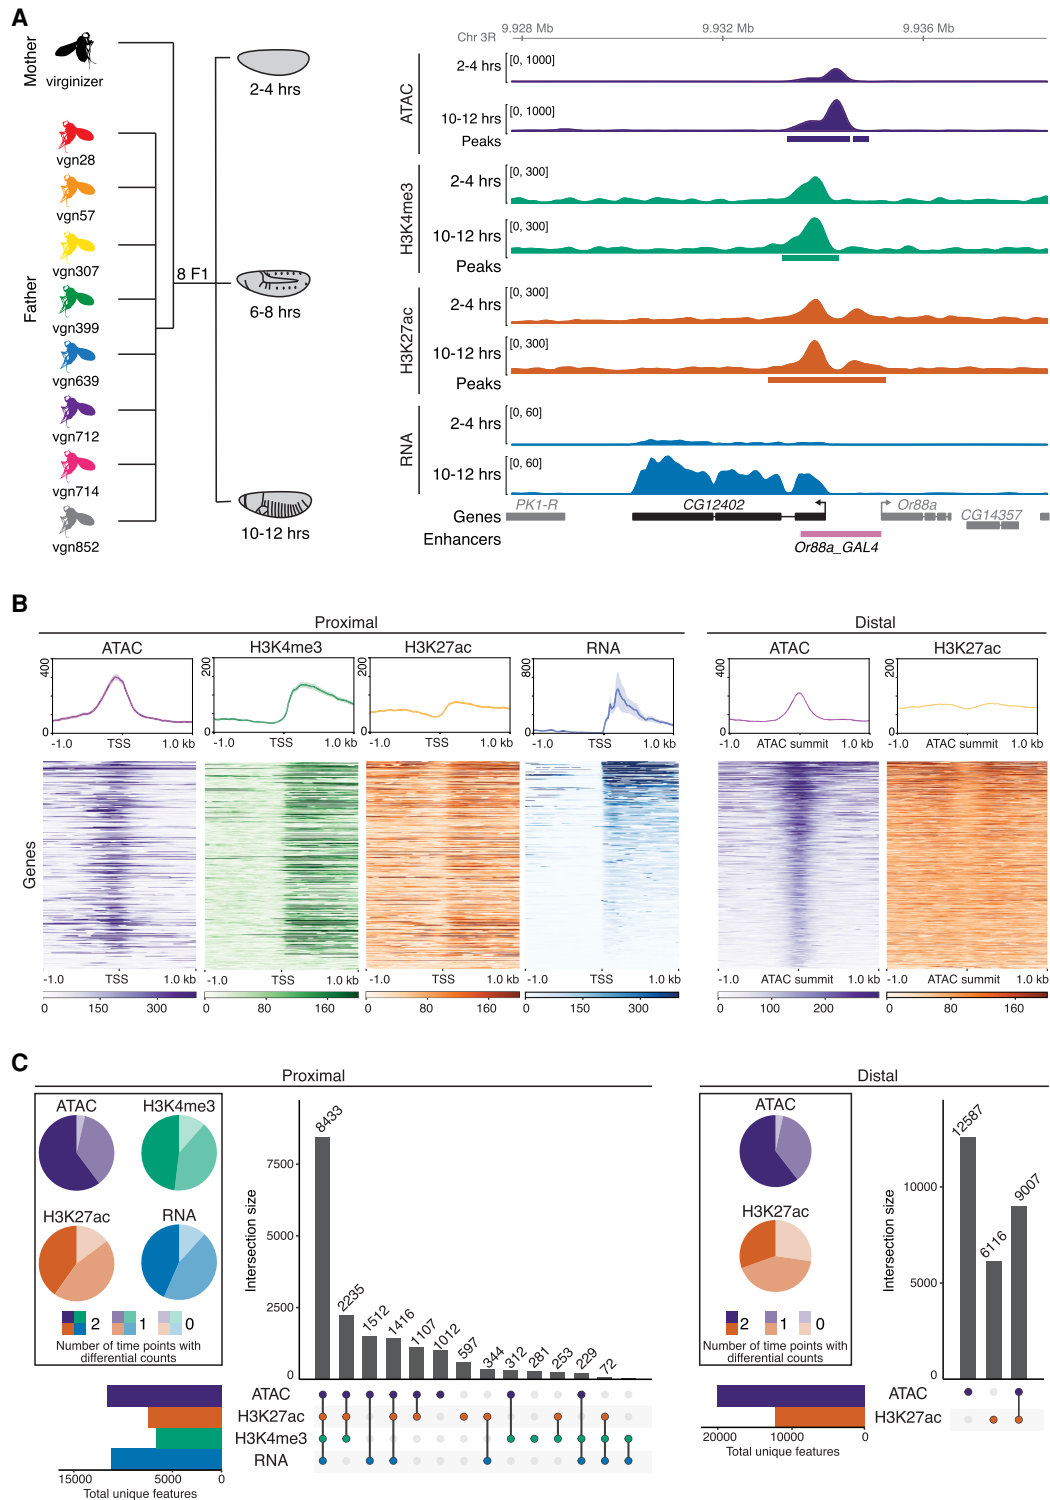 A
Mother
virginizer
Father
vgn28
vgn57
vgn307
vgn399
vgn639
vgn712
vgn714
vgn852
8 F1
2-4 hrs
6-8 hrs
10-12 hrs
Chr 3R
9.928 Mb
9.932 Mb
9.936 Mb
ATAC
2-4 hrs
[0, 1000]
10-12 hrs
[0, 1000]
Peaks
H3K4me3
2-4 hrs
[0, 300]
10-12 hrs
[0, 300]
Peaks
H3K27ac
2-4 hrs
[0, 300]
10-12 hrs
[0, 300]
Peaks
RNA
2-4 hrs
[0, 60]
10-12 hrs
[0, 60]
Genes
PK1-R
CG12402
Or88a
CG14357
Enhancers
Or88a_GAL4
B
Proximal
Distal
ATAC
H3K4me3
H3K27ac
RNA
ATAC
H3K27ac
400
0
200
0
200
0
800
0
400
0
200
0
-1.0 TSS 1.0 kb
-1.0 TSS 1.0 kb
-1.0 TSS 1.0 kb
-1.0 TSS 1.0 kb
-1.0 ATAC summit 1.0 kb
-1.0 ATAC summit 1.0 kb
Genes
-1.0 TSS 1.0 kb
-1.0 TSS 1.0 kb
-1.0 TSS 1.0 kb
-1.0 TSS 1.0 kb
-1.0 ATAC summit 1.0 kb
-1.0 ATAC summit 1.0 kb
0 150 300
0 80 160
0 80 160
0 150 300
0 100 200
0 80 160
C
Proximal
Distal
ATAC
H3K4me3
H3K27ac
RNA
2 1 0
Number of time points with
differential counts
Intersection size
7500
5000
2500
0
8433
2235
1512
1416
1107
1012
597
344
312
281
253
229
72
ATAC
H3K27ac
H3K4me3
RNA
15000 5000 0
Total unique features
ATAC
H3K27ac
2 1 0
Number of time points with
differential counts
Intersection size
10000
5000
0
12587
6116
9007
ATAC
H3K27ac
20000 10000 0
Total unique features